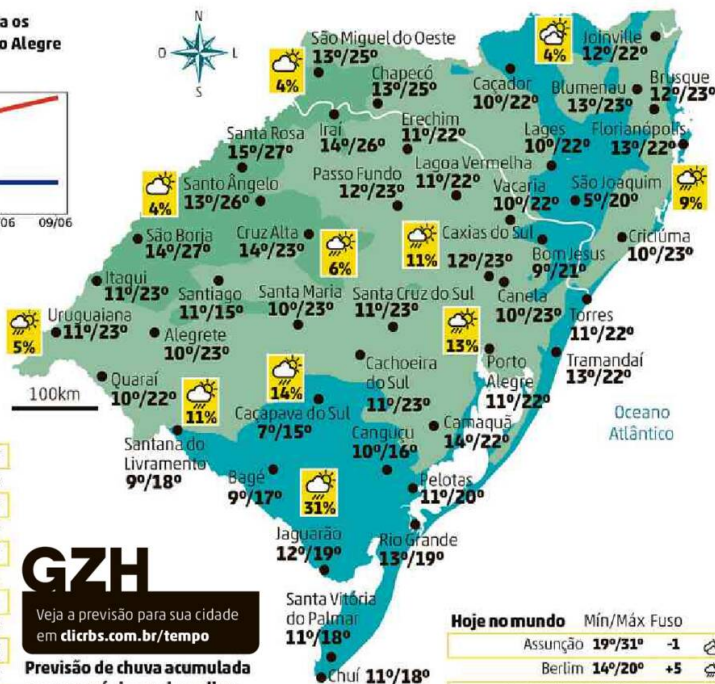 a os
o Alegre
/06
09/06
N
O
L
S
4%
São Miguel do Oeste
13º/25º
Chapecó
13º/25º
Caçador
10º/22º
4%
Joinville
12º/22º
Blumenau
13º/23º
Brusque
12º/23º
Santa Rosa
15º/27º
Iraí
14º/26º
Erechim
11º/22º
Lages
10º/22º
Florianópolis
13º/22º
9%
4%
Santo Ângelo
13º/26º
Passo Fundo
12º/23º
Lagoa Vermelha
11º/22º
Vacaria
10º/22º
São Joaquim
5º/20º
São Borja
14º/27º
Cruz Alta
14º/23º
6%
11%
Caxias do Sul
12º/23º
Bom Jesus
9º/21º
Criciúma
10º/23º
Itaqui
11º/23º
Santiago
11º/15º
Santa Maria
10º/23º
Santa Cruz do Sul
11º/23º
Canela
10º/23º
Torres
11º/22º
5%
Uruguaiana
11º/23º
Alegrete
10º/23º
13%
Porto
Alegre
11º/22º
Tramandaí
13º/22º
Quaraí
10º/22º
11%
14%
Cachoeira
do Sul
11º/23º
100km
Caçapava do Sul
7º/15º
Camaquã
14º/22º
Oceano
Atlântico
Santana do
Livramento
9º/18º
Canguçu
10º/16º
Bagé
9º/17º
31%
Pelotas
11º/20º
Jaguarão
12º/19º
Rio Grande
13º/19º
GZH
Veja a previsão para sua cidade
em clicrbs.com.br/tempo
Santa Vitória
do Palmar
11º/18º
Chuí 11º/18º
Previsão de chuva acumulada
Hoje no mundo Mín/Máx Fuso
Assunção 19º/31º -1
Berlim 14º/20º +5